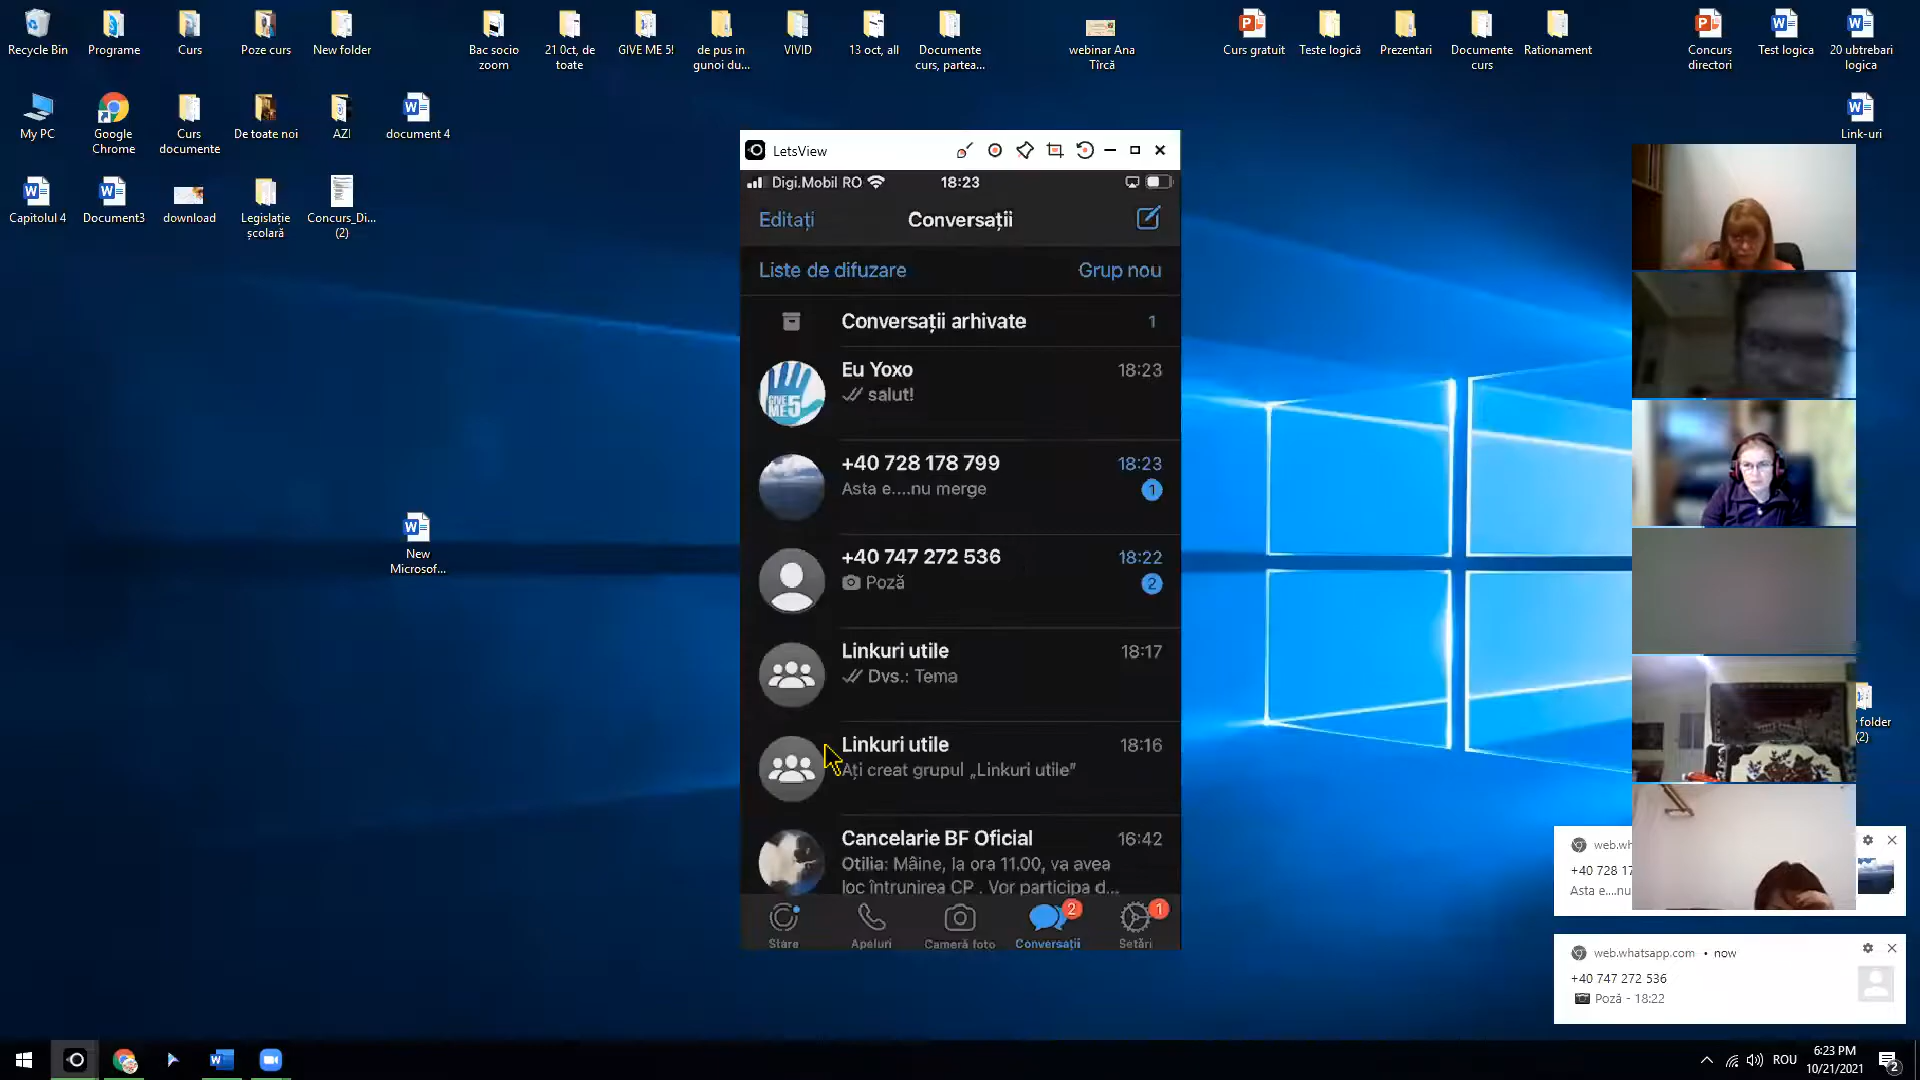 Recycle Bin
Programe
Curs
Poze curs
New folder
Bac socio
zoom
21 Oct, de
toate
GIVE ME 5!
de pus in
gunoi du...
VIVID
13 oct, all
Documente
curs, partea...
webinar Ana
Tîrcă
Curs gratuit
Teste logică
Prezentari
Documente
curs
Rationament
Concurs
directori
Test logica
20 ubtrebari
logica
My PC
Google
Chrome
Curs
documente
De toate noi
AZI
document 4
Link-uri
Capitolul 4
Document3
download
Legislație
școlară
Concurs_Di...
(2)
New
Microsof...
LetsView
Digi.Mobil RO
18:23
Editați
Conversații
Liste de difuzare
Grup nou
Conversații arhivate
1
GIVE
ME 5
Eu Yoxo
18:23
salut!
+40 728 178 799
18:23
Asta e....nu merge
1
+40 747 272 536
18:22
Poză
2
Linkuri utile
18:17
Dvs.: Tema
Linkuri utile
18:16
Ați creat grupul „Linkuri utile”
Cancelarie BF Oficial
16:42
Otilia: Mâine, la ora 11.00, va avea
loc întrunirea CP . Vor participa d...
2
1
Stare
Apeluri
Cameră foto
Conversații
Setări
folder
(2)
web.wh
+40 728 17
Asta e....nu
web.whatsapp.com • now
+40 747 272 536
Poză - 18:22
ROU
6:23 PM
10/21/2021
2